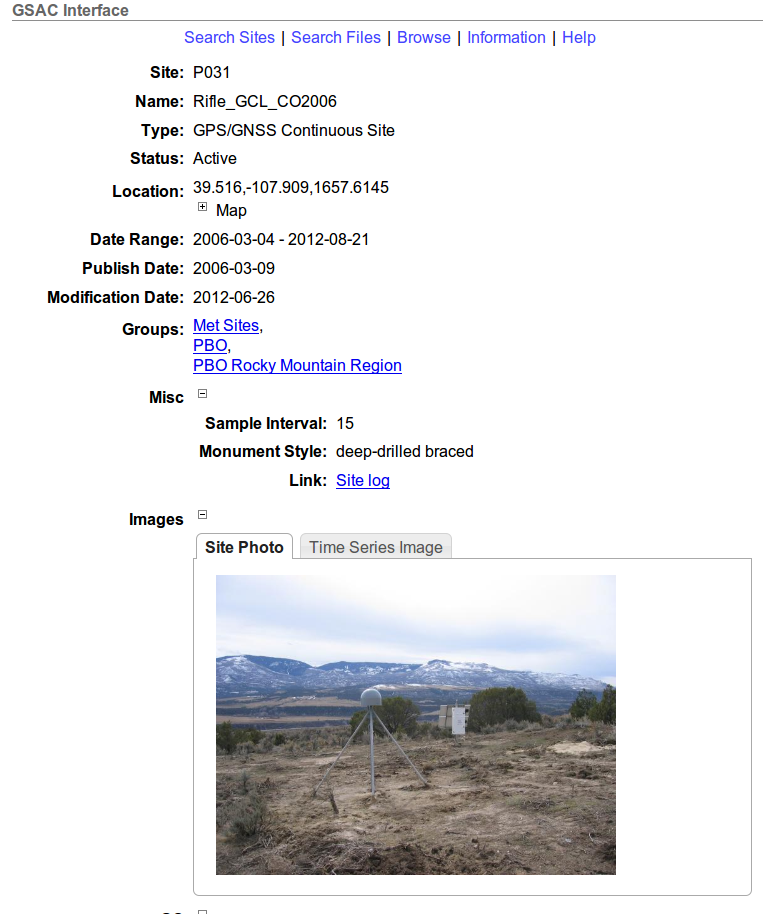 GSAC Interface
Search Sites | Search Files | Browse | Information | Help
Site: P031
Name: Rifle_GCL_CO2006
Type: GPS/GNSS Continuous Site
Status: Active
Location: 39.516,-107.909,1657.6145
Map
Date Range: 2006-03-04 - 2012-08-21
Publish Date: 2006-03-09
Modification Date: 2012-06-26
Groups: Met Sites,
PBO,
PBO Rocky Mountain Region
Misc
Sample Interval: 15
Monument Style: deep-drilled braced
Link: Site log
Images
Site Photo Time Series Image